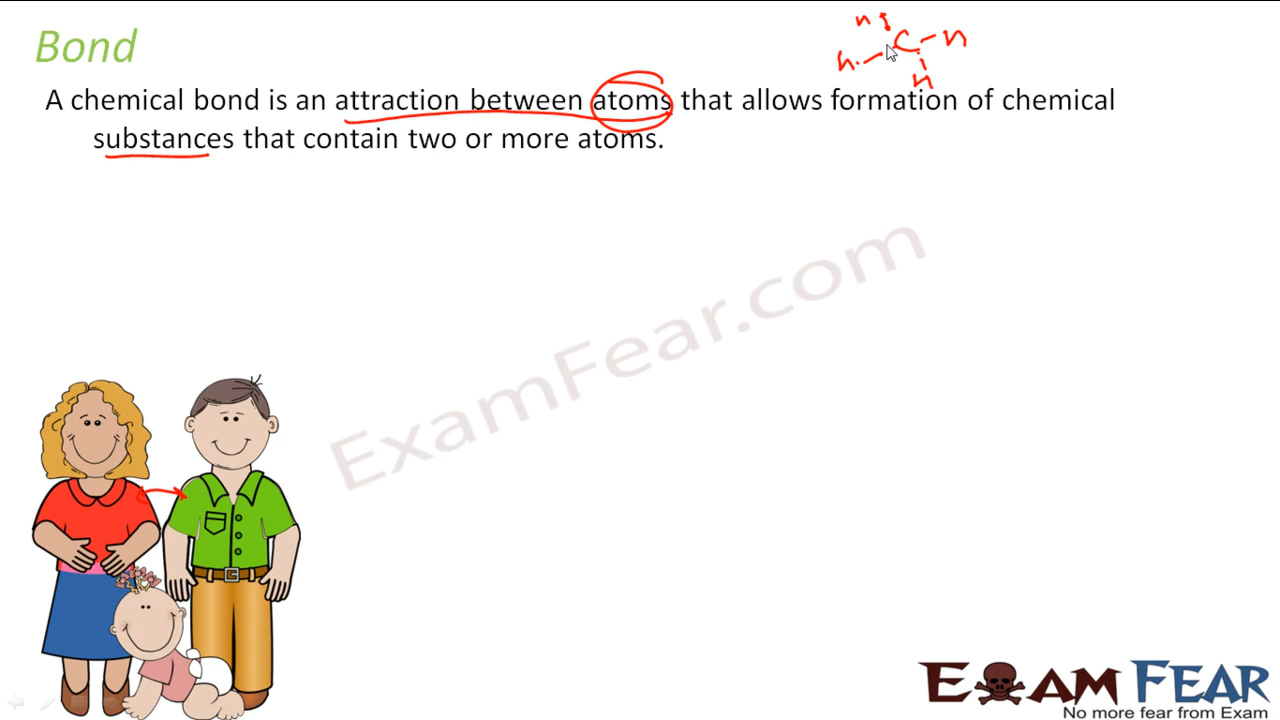 Bond
n
C n
h.
n
A chemical bond is an attraction between atoms that allows formation of chemical
substances that contain two or more atoms.
ExamFear.com
EXAM FEAR
No more fear from Exam